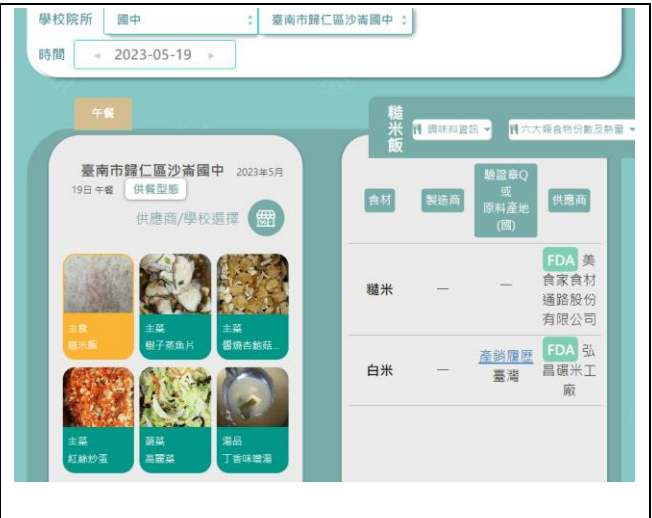 學校院所 國中 臺南市歸仁區沙崙國中
時間 2023-05-19
午餐
臺南市歸仁區沙崙國中 2023年5月
19日 午餐 供餐型態
供應商/學校選擇
主食
糙米飯
主菜
樹子蒸魚片
主菜
醬燒杏鮑菇...
主菜
紅絲炒蛋
蔬菜
高麗菜
湯品
丁香味噌湯
糙米飯
調味料資訊
六大類食物份數及熱量
食材
製造商
驗證章Q
或
原料產地
(國)
供應商
糙米 — —
FDA 美
食家食材
通路股份
有限公司
白米 —
產銷履歷
臺灣
FDA 弘
昌碾米工
廠